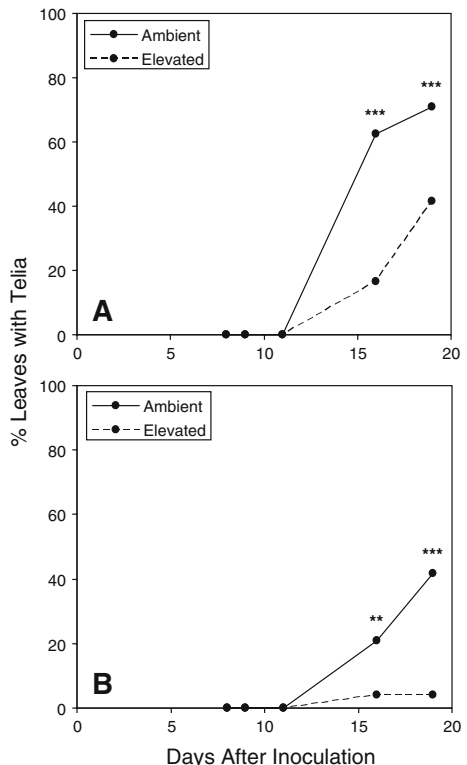 100
Ambient
Elevated
80
***
***
60
40
20
A
0
0 5 10 15 20
% Leaves with Telia
100
Ambient
Elevated
80
60
***
40
**
20
B
0
0 5 10 15 20
Days After Inoculation